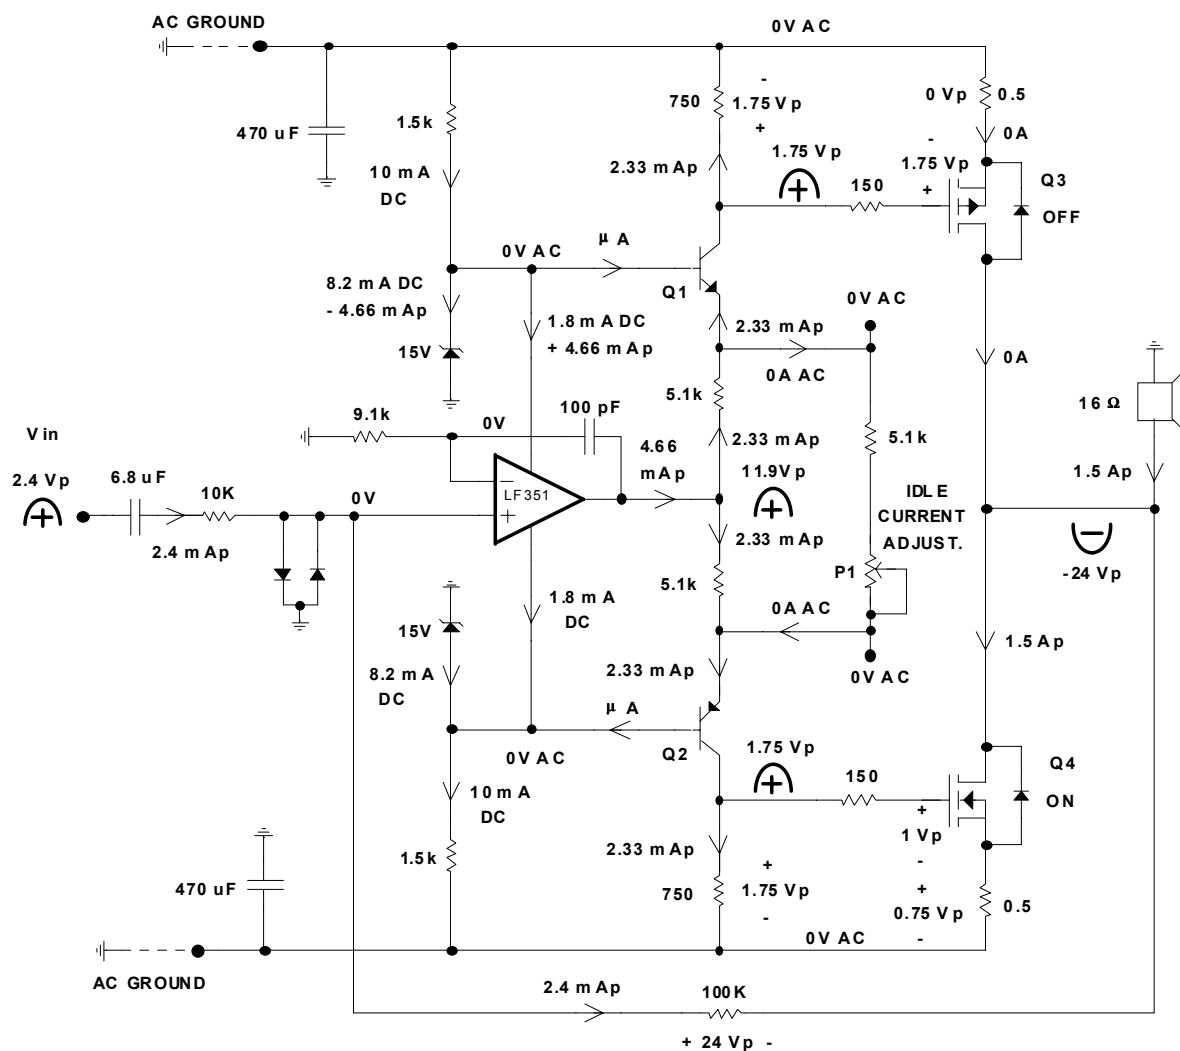 AC GROUND
0V AC
470 uF
1.5k
10 mA
DC
750
-
1.75 Vp
+
0 Vp
0.5
0A
2.33 mAp
1.75 Vp
+
150
-
1.75 Vp
+
Q3
OFF
0V AC
μ A
Q1
8.2 mA DC
- 4.66 mAp
1.8 mA DC
+ 4.66 mAp
15V
2.33 mAp
0V AC
0A AC
0A
16 Ω
9.1k
0V
100 pF
5.1k
2.33 mAp
5.1k
4.66
mAp
11.9Vp
+
1.5 Ap
Vin
2.4 Vp
+
6.8 uF
10K
0V
2.4 mAp
LF351
-
+
IDLE
CURRENT
ADJUST.
P1
-
-24 Vp
2.33 mAp
5.1k
1.8 mA
DC
15V
0A AC
0V AC
1.5 Ap
8.2 mA
DC
2.33 mAp
μ A
Q2
0V AC
10 mA
DC
1.75 Vp
+
150
Q4
ON
+
1 Vp
-
1.5k
2.33 mAp
750
+
1.75 Vp
-
+
0.75 Vp
-
0.5
470 uF
0V AC
AC GROUND
2.4 mAp
100K
+ 24 Vp -